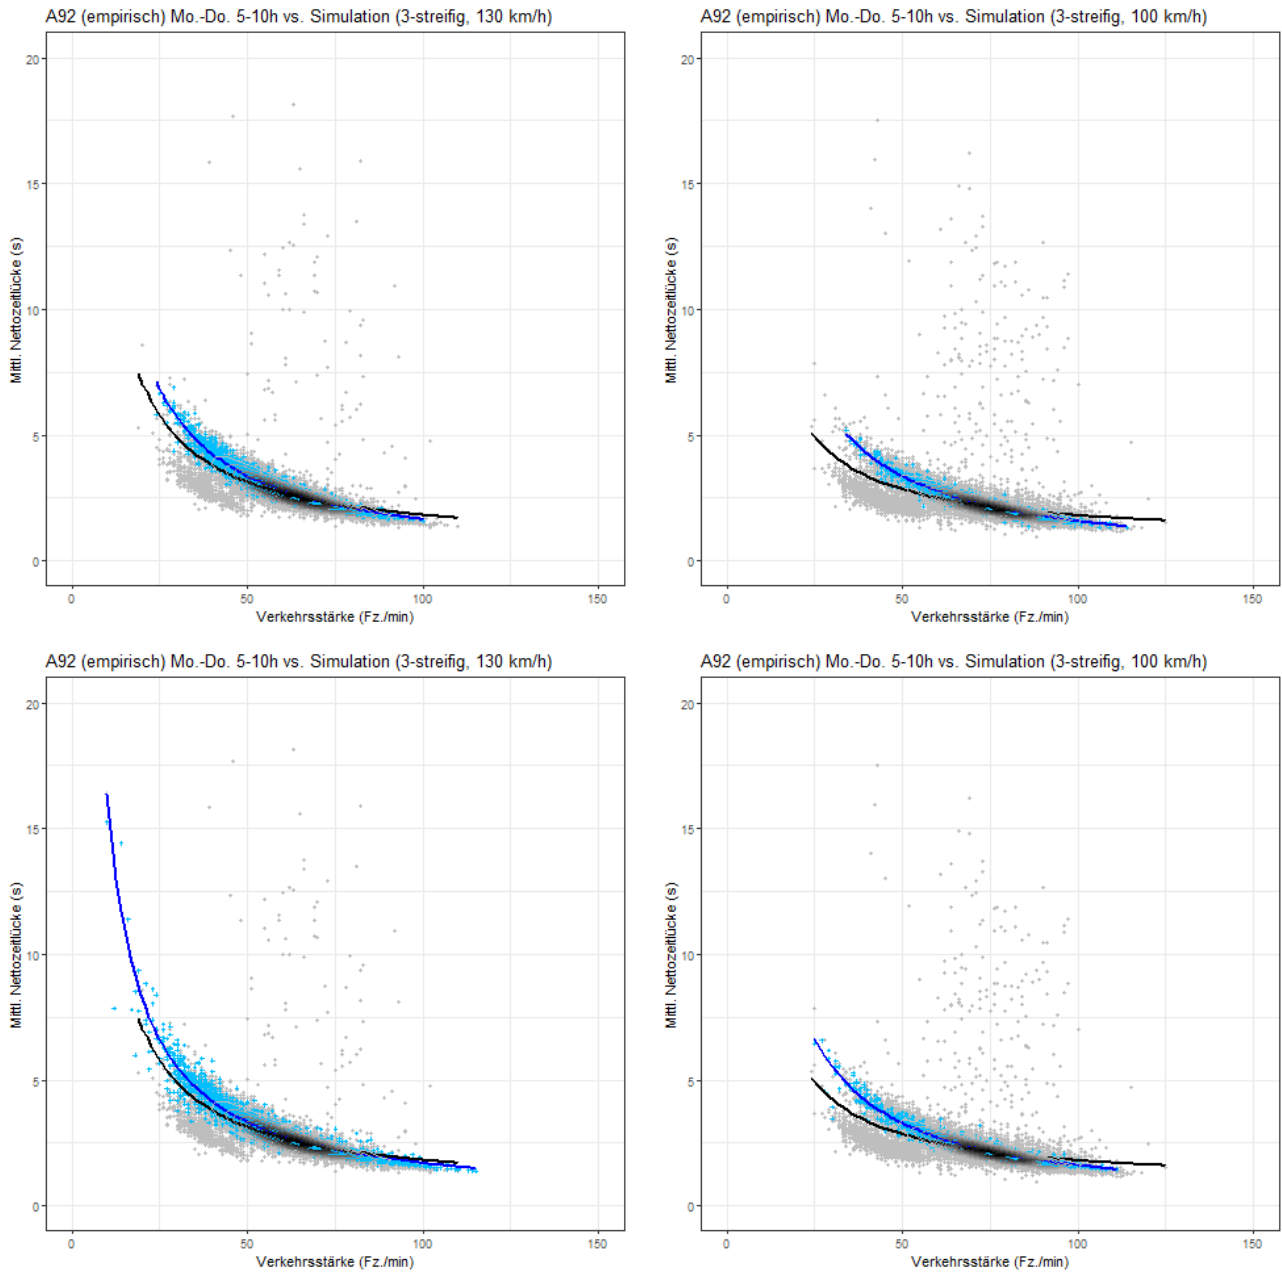 A92 (empirisch) Mo.-Do. 5-10h vs. Simulation (3-streifig, 130 km/h)
Mittl. Nettozeitlücke (s)
20
15
10
5
0
0 50 100 150
Verkehrsstärke (Fz./min)
A92 (empirisch) Mo.-Do. 5-10h vs. Simulation (3-streifig, 100 km/h)
Mittl. Nettozeitlücke (s)
20
15
10
5
0
0 50 100 150
Verkehrsstärke (Fz./min)
A92 (empirisch) Mo.-Do. 5-10h vs. Simulation (3-streifig, 130 km/h)
Mittl. Nettozeitlücke (s)
20
15
10
5
0
0 50 100 150
Verkehrsstärke (Fz./min)
A92 (empirisch) Mo.-Do. 5-10h vs. Simulation (3-streifig, 100 km/h)
Mittl. Nettozeitlücke (s)
20
15
10
5
0
0 50 100 150
Verkehrsstärke (Fz./min)